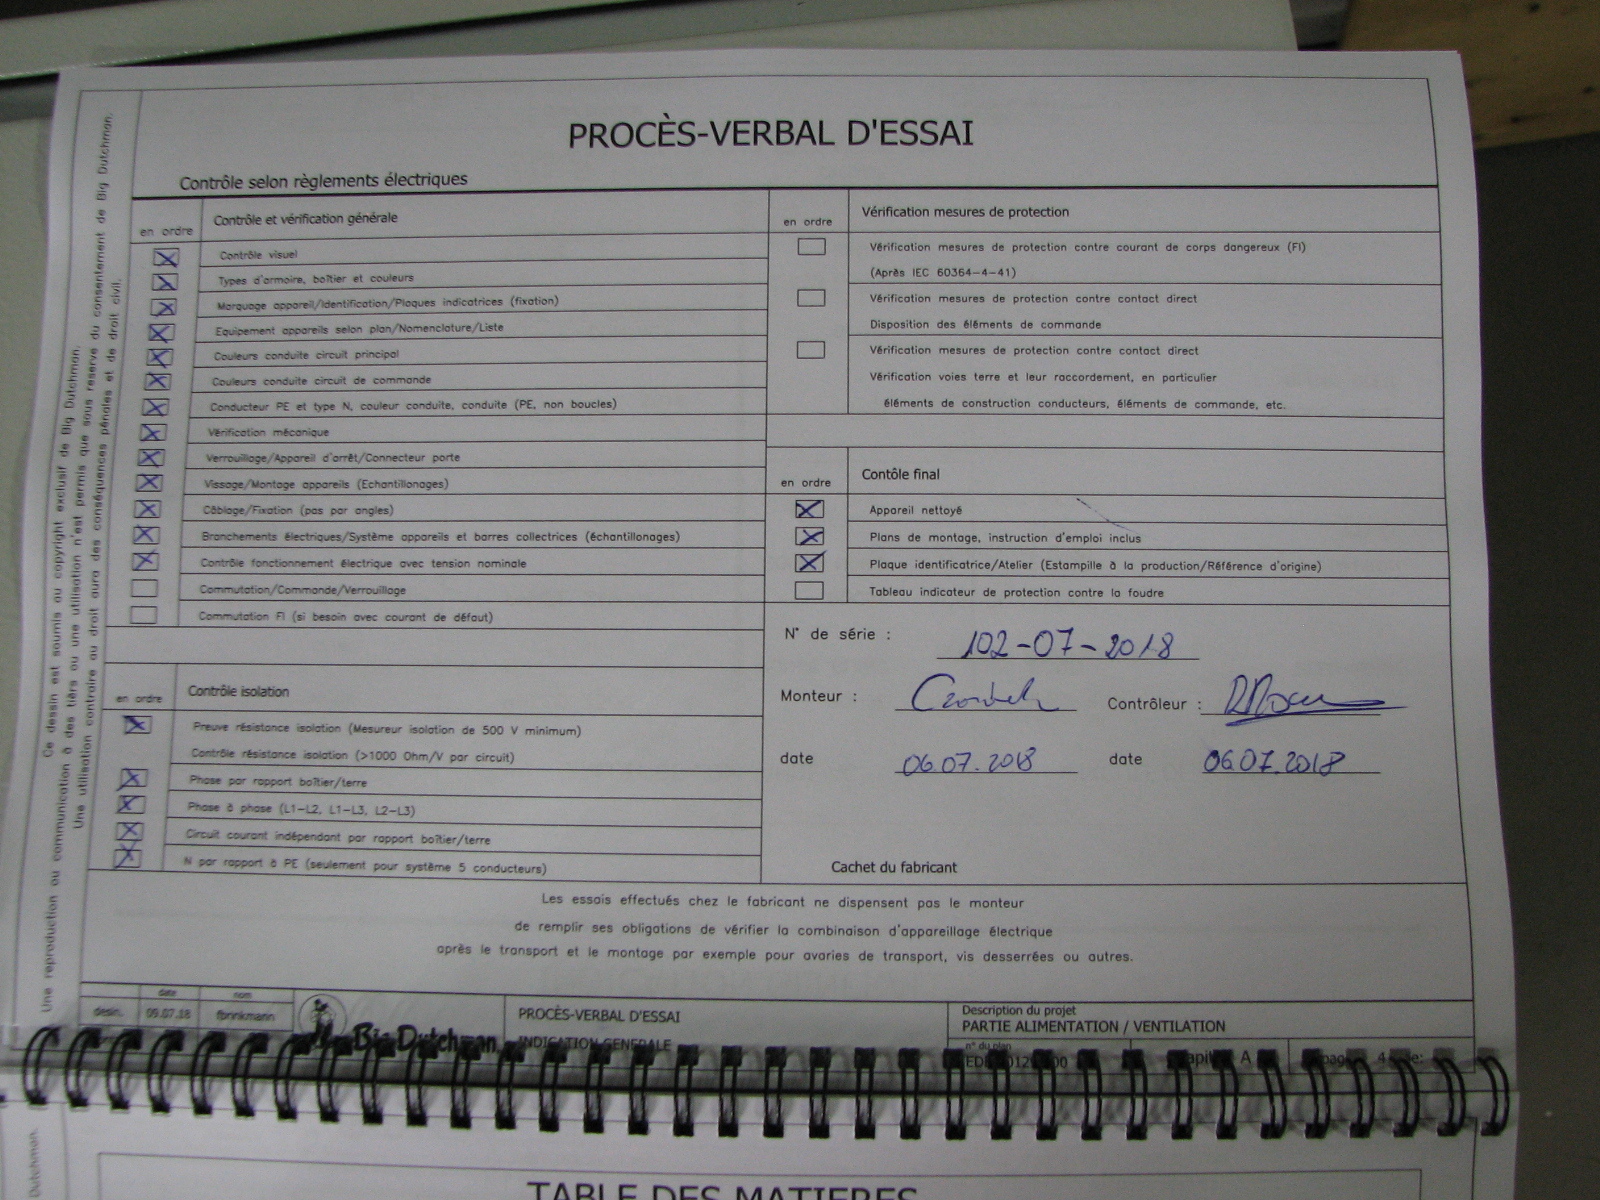 PROCÈS-VERBAL D'ESSAI
Contrôle selon règlements électriques
en ordre
Contrôle et vérification générale
Contrôle visuel
Types d'armoire, boîtier et couleurs
Marquage appareil/Identification/Plaques indicatrices (fixation)
Equipement appareils selon plan/Nomenclature/Liste
Couleurs conduite circuit principal
Couleurs conduite circuit de commande
Conducteur PE et type N, couleur conduite, conduite (PE, non boucles)
Vérification mécanique
Verrouillage/Appareil d'arrêt/Connecteur porte
Vissage/Montage appareils (Echantillonages)
Câblage/Fixation (pas par angles)
Branchements électriques/Système appareils et barres collectrices (échantillonages)
Contrôle fonctionnement électrique avec tension nominale
Commutation/Commande/Verrouillage
Commutation FI (si besoin avec courant de défaut)
en ordre
Contrôle isolation
Preuve résistance isolation (Mesureur isolation de 500 V minimum)
Contrôle résistance isolation (>1000 Ohm/V par circuit)
Phase par rapport boîtier/terre
Phase à phase (L1-L2, L1-L3, L2-L3)
Circuit courant indépendant par rapport boîtier/terre
N par rapport à PE (seulement pour système 5 conducteurs)
en ordre
Vérification mesures de protection
Vérification mesures de protection contre courant de corps dangereux (FI)
(Après IEC 60364-4-41)
Vérification mesures de protection contre contact direct
Disposition des éléments de commande
Vérification mesures de protection contre contact direct
Vérification voies terre et leur raccordement, en particulier
éléments de construction conducteurs, éléments de commande, etc.
en ordre
Contôle final
Appareil nettoyé
Plans de montage, instruction d'emploi inclus
Plaque identificatrice/Atelier (Estampille à la production/Référence d'origine)
Tableau indicateur de protection contre la foudre
N° de série : 102-07-2018
Monteur : Contrôleur :
date 06.07.2018 date 06.07.2018
Cachet du fabricant
Les essais effectués chez le fabricant ne dispensent pas le monteur
de remplir ses obligations de vérifier la combinaison d'appareillage électrique
après le transport et le montage par exemple pour avaries de transport, vis desserrées ou autres.
date nom
desin. 09.07.18 fbrinkmann
Big Dutchman
PROCÈS-VERBAL D'ESSAI
INDICATION GENERALE
Description du projet
PARTIE ALIMENTATION / VENTILATION
n° du plan
A
4
Ce dessin est soumis au copyright exclusif de Big Dutchman.
Une reproduction ou communication à des tiers ou une utilisation n'est permis que sous reserve du consentement de Big Dutchman.
Une utilisation contraire au droit aura des conséquences pénales et de droit civil.
Dutchman.
TABLE DES MATIERES